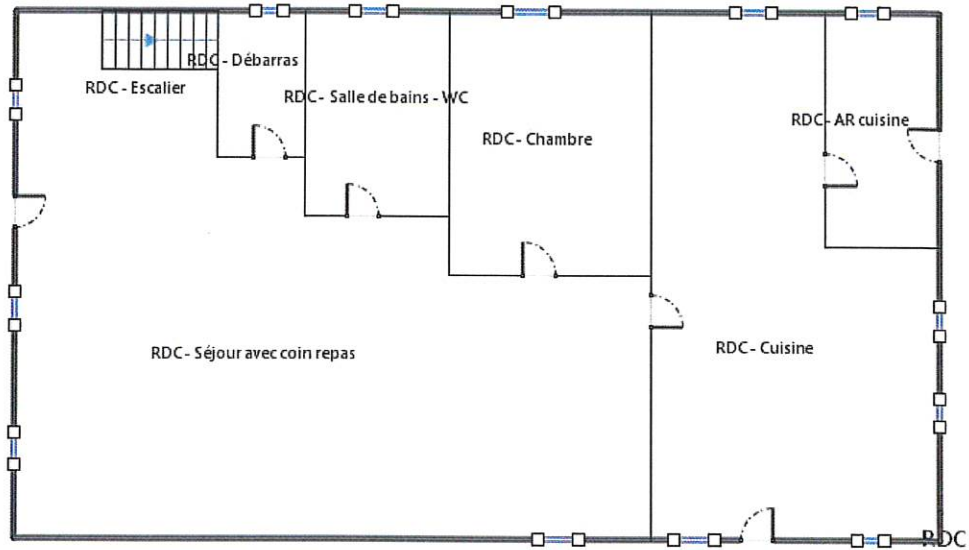 RDC - Débarras
RDC - Escalier
RDC - Salle de bains - WC
RDC - AR cuisine
RDC - Chambre
RDC - Séjour avec coin repas
RDC - Cuisine
RDC